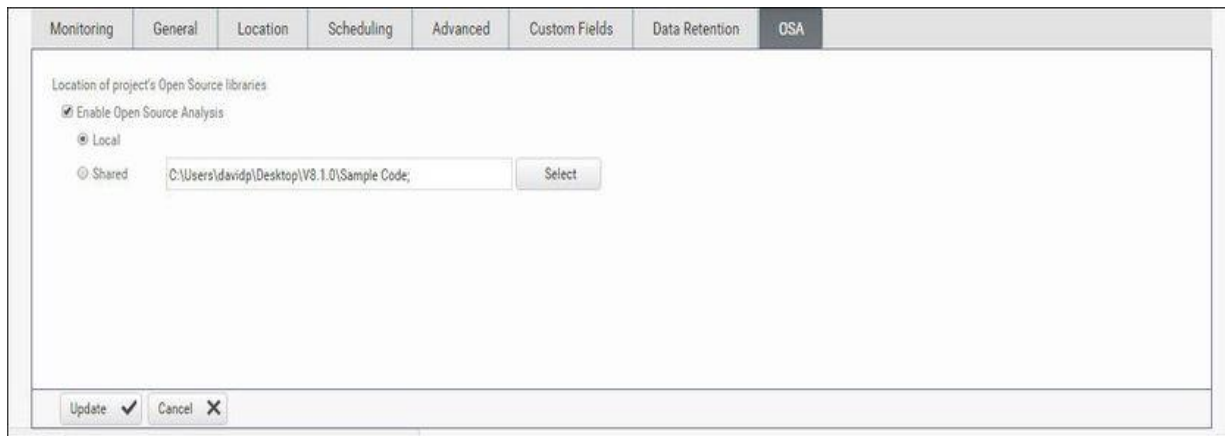 Monitoring General Location Scheduling Advanced Custom Fields Data Retention OSA
Location of project's Open Source libraries
Enable Open Source Analysis
Local
Shared C:\Users\davidp\Desktop\V8.1.0\Sample Code; Select
Update Cancel